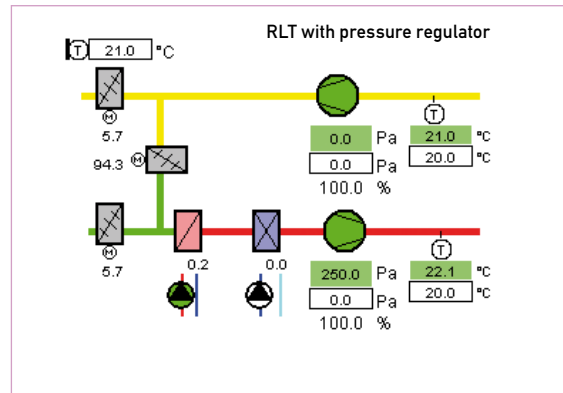 RLT with pressure regulator
T 21.0 °C
M
5.7
T
0.0 Pa 21.0 °C
94.3 M
0.0 Pa 20.0 °C
100.0 %
M
5.7
0.2 0.0
T
250.0 Pa 22.1 °C
0.0 Pa 20.0 °C
100.0 %